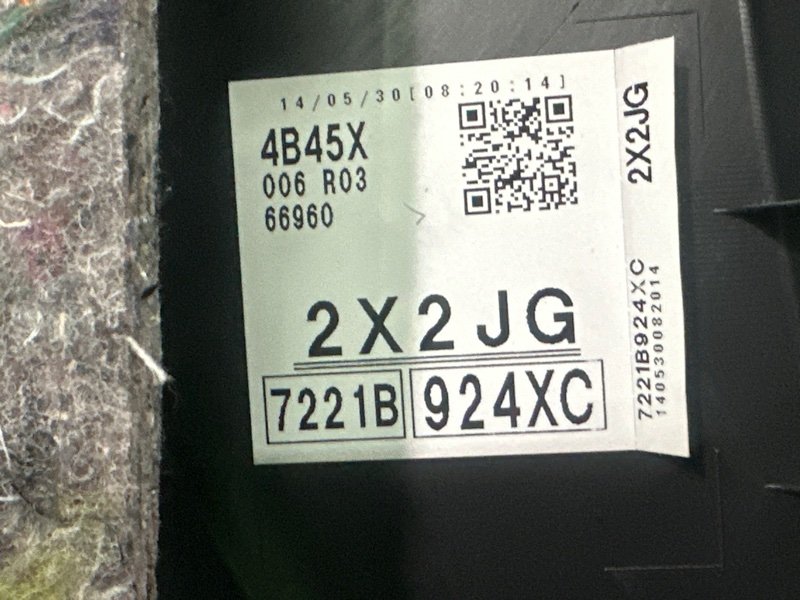 14/05/30[08:20:14]
4B45X
006 R03
66960
2X2JG
7221B 924XC
2X2JG
7221B924XC
140530082014